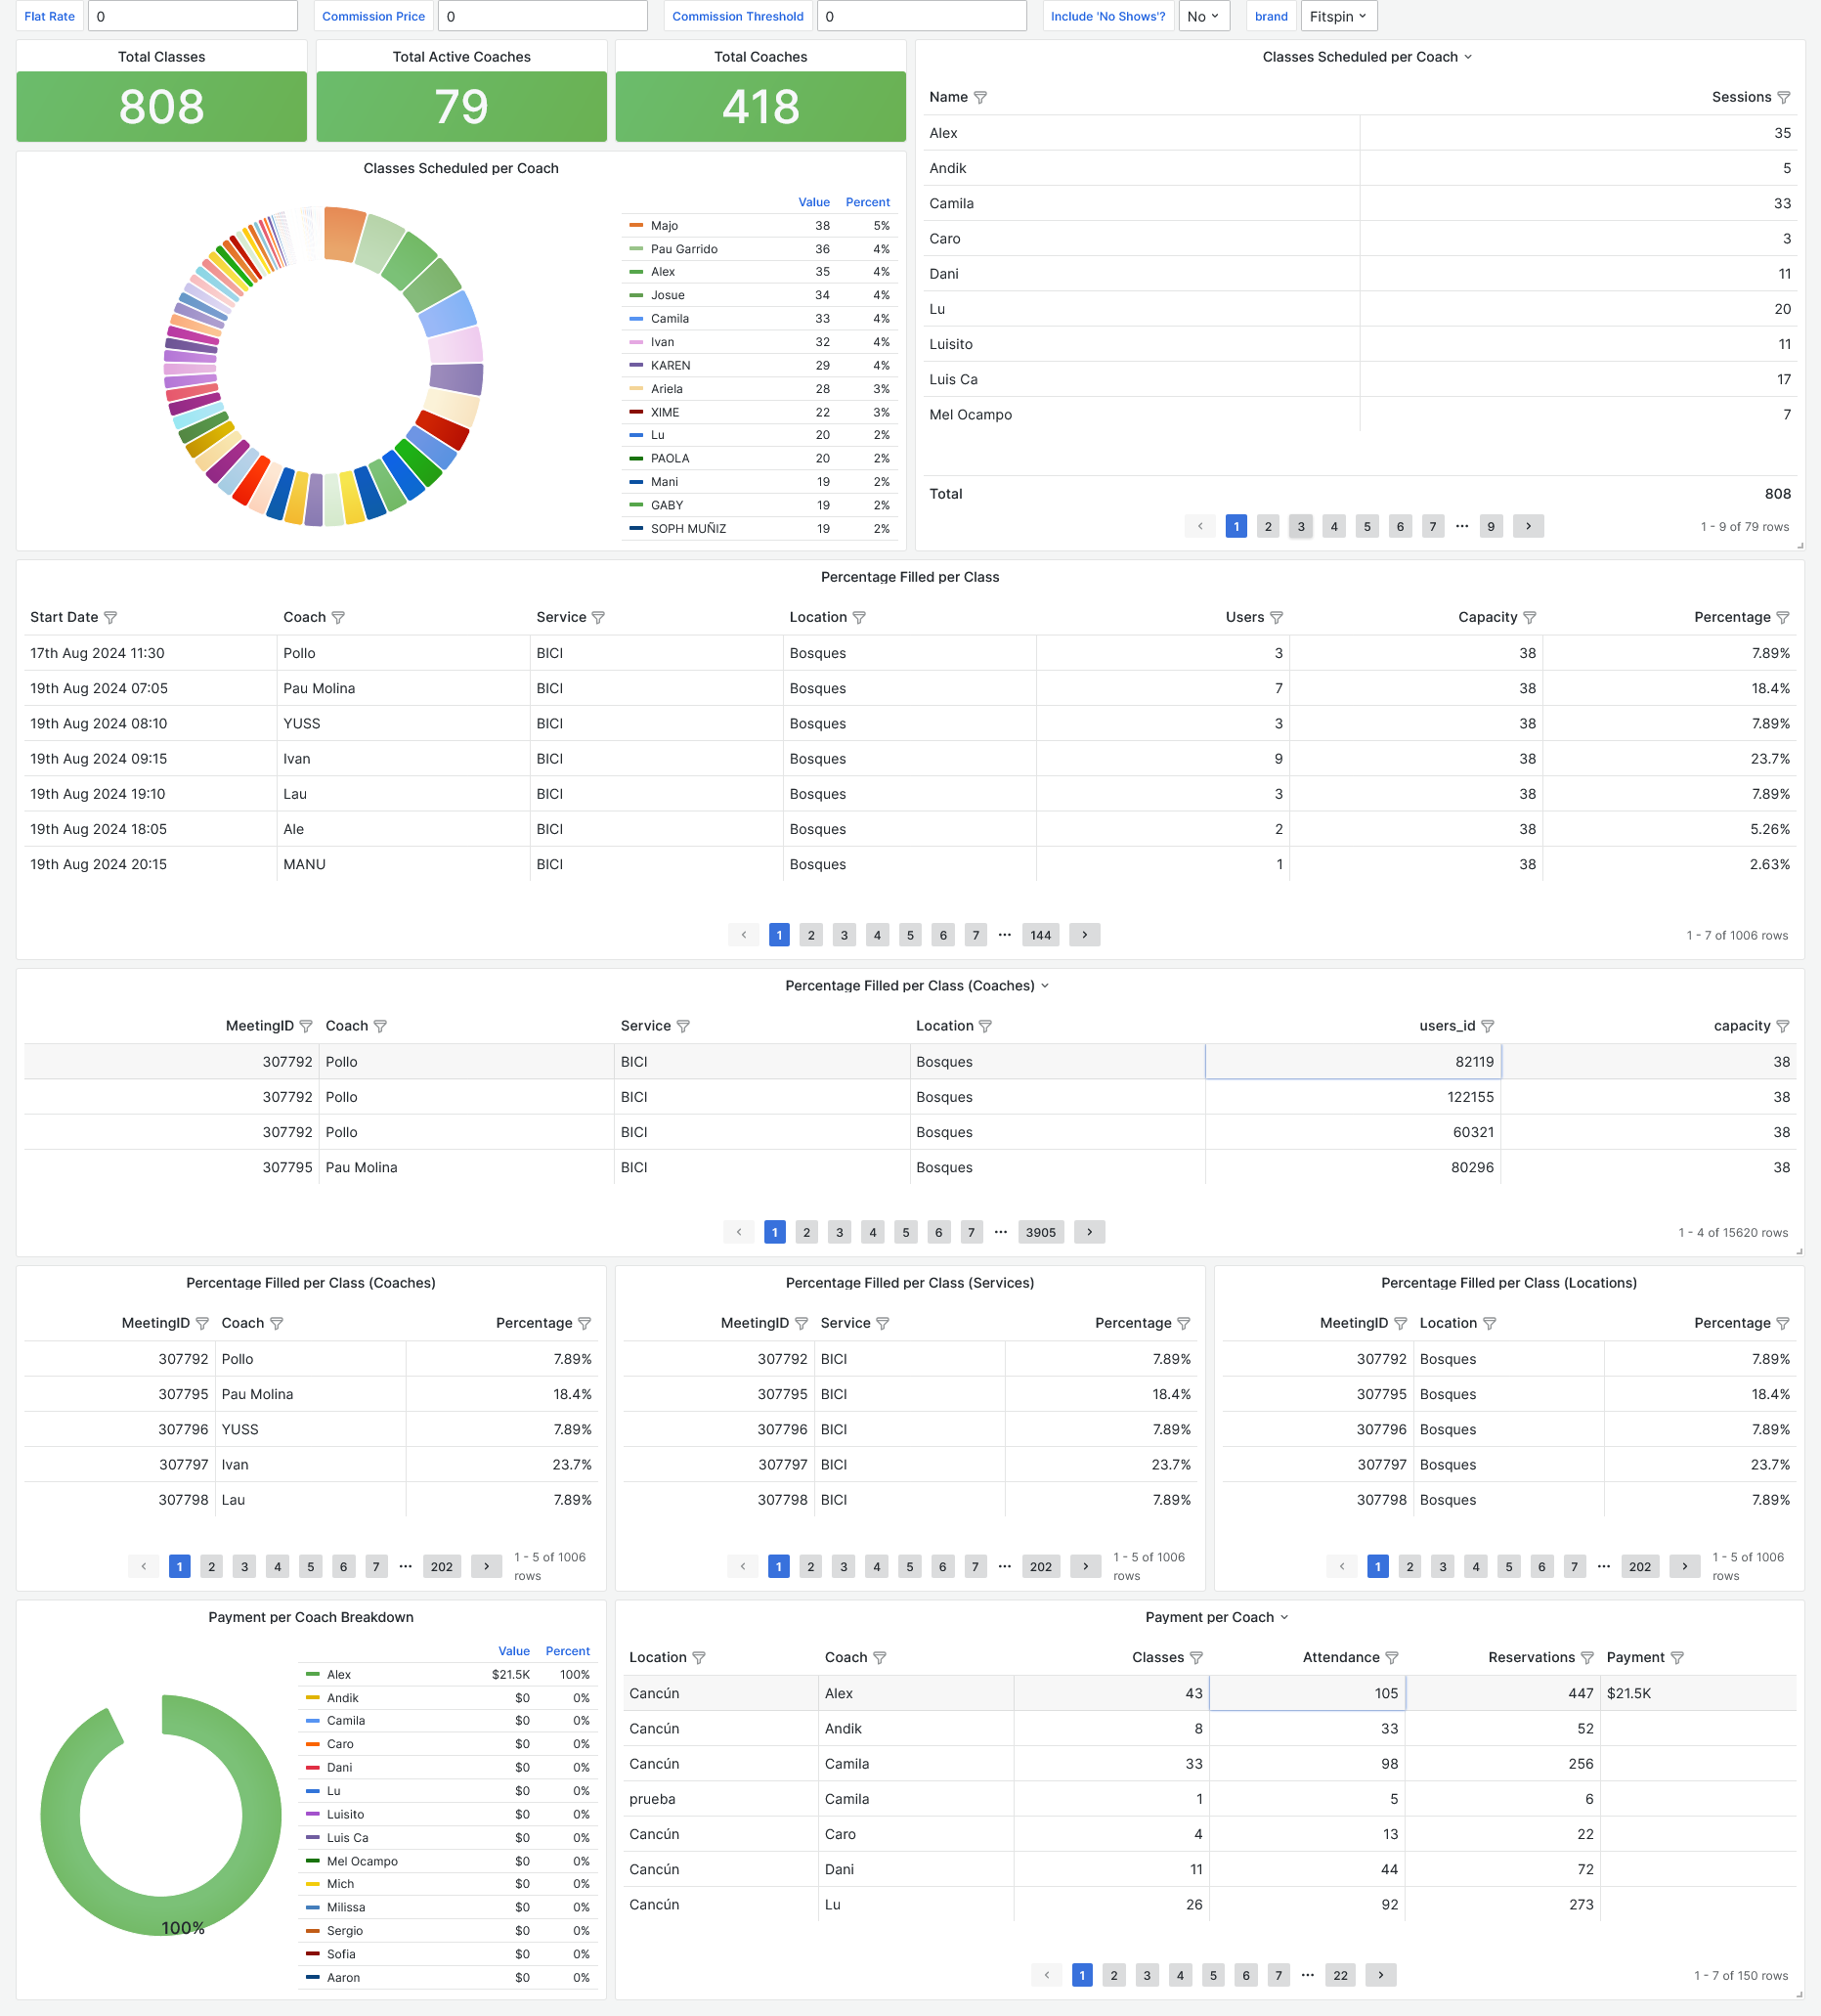 Flat Rate 0 Commission Price 0 Commission Threshold 0 Include 'No Shows'? No brand Fitspin
Total Classes
808
Total Active Coaches
79
Total Coaches
418
Classes Scheduled per Coach
Value Percent
Majo 38 5%
Pau Garrido 36 4%
Alex 35 4%
Josue 34 4%
Camila 33 4%
Ivan 32 4%
KAREN 29 4%
Ariela 28 3%
XIME 22 3%
Lu 20 2%
PAOLA 20 2%
Mani 19 2%
GABY 19 2%
SOPH MUÑIZ 19 2%
Classes Scheduled per Coach
Name Sessions
Alex 35
Andik 5
Camila 33
Caro 3
Dani 11
Lu 20
Luisito 11
Luis Ca 17
Mel Ocampo 7
Total 808
1 2 3 4 5 6 7 ··· 9 1 - 9 of 79 rows
Percentage Filled per Class
Start Date Coach Service Location Users Capacity Percentage
17th Aug 2024 11:30 Pollo BICI Bosques 3 38 7.89%
19th Aug 2024 07:05 Pau Molina BICI Bosques 7 38 18.4%
19th Aug 2024 08:10 YUSS BICI Bosques 3 38 7.89%
19th Aug 2024 09:15 Ivan BICI Bosques 9 38 23.7%
19th Aug 2024 19:10 Lau BICI Bosques 3 38 7.89%
19th Aug 2024 18:05 Ale BICI Bosques 2 38 5.26%
19th Aug 2024 20:15 MANU BICI Bosques 1 38 2.63%
1 2 3 4 5 6 7 ··· 144 1 - 7 of 1006 rows
Percentage Filled per Class (Coaches)
MeetingID Coach Service Location users_id capacity
307792 Pollo BICI Bosques 82119 38
307792 Pollo BICI Bosques 122155 38
307792 Pollo BICI Bosques 60321 38
307795 Pau Molina BICI Bosques 80296 38
1 2 3 4 5 6 7 ··· 3905 1 - 4 of 15620 rows
Percentage Filled per Class (Coaches)
MeetingID Coach Percentage
307792 Pollo 7.89%
307795 Pau Molina 18.4%
307796 YUSS 7.89%
307797 Ivan 23.7%
307798 Lau 7.89%
1 2 3 4 5 6 7 ··· 202 1 - 5 of 1006
rows
Percentage Filled per Class (Services)
MeetingID Service Percentage
307792 BICI 7.89%
307795 BICI 18.4%
307796 BICI 7.89%
307797 BICI 23.7%
307798 BICI 7.89%
1 2 3 4 5 6 7 ··· 202 1 - 5 of 1006
rows
Percentage Filled per Class (Locations)
MeetingID Location Percentage
307792 Bosques 7.89%
307795 Bosques 18.4%
307796 Bosques 7.89%
307797 Bosques 23.7%
307798 Bosques 7.89%
1 2 3 4 5 6 7 ··· 202 1 - 5 of 1006
rows
Payment per Coach Breakdown
Value Percent
Alex $21.5K 100%
Andik $0 0%
Camila $0 0%
Caro $0 0%
Dani $0 0%
Lu $0 0%
Luisito $0 0%
Luis Ca $0 0%
Mel Ocampo $0 0%
Mich $0 0%
Milissa $0 0%
Sergio $0 0%
Sofia $0 0%
Aaron $0 0%
100%
Payment per Coach
Location Coach Classes Attendance Reservations Payment
Cancún Alex 43 105 447 $21.5K
Cancún Andik 8 33 52
Cancún Camila 33 98 256
prueba Camila 1 5 6
Cancún Caro 4 13 22
Cancún Dani 11 44 72
Cancún Lu 26 92 273
1 2 3 4 5 6 7 ··· 22 1 - 7 of 150 rows